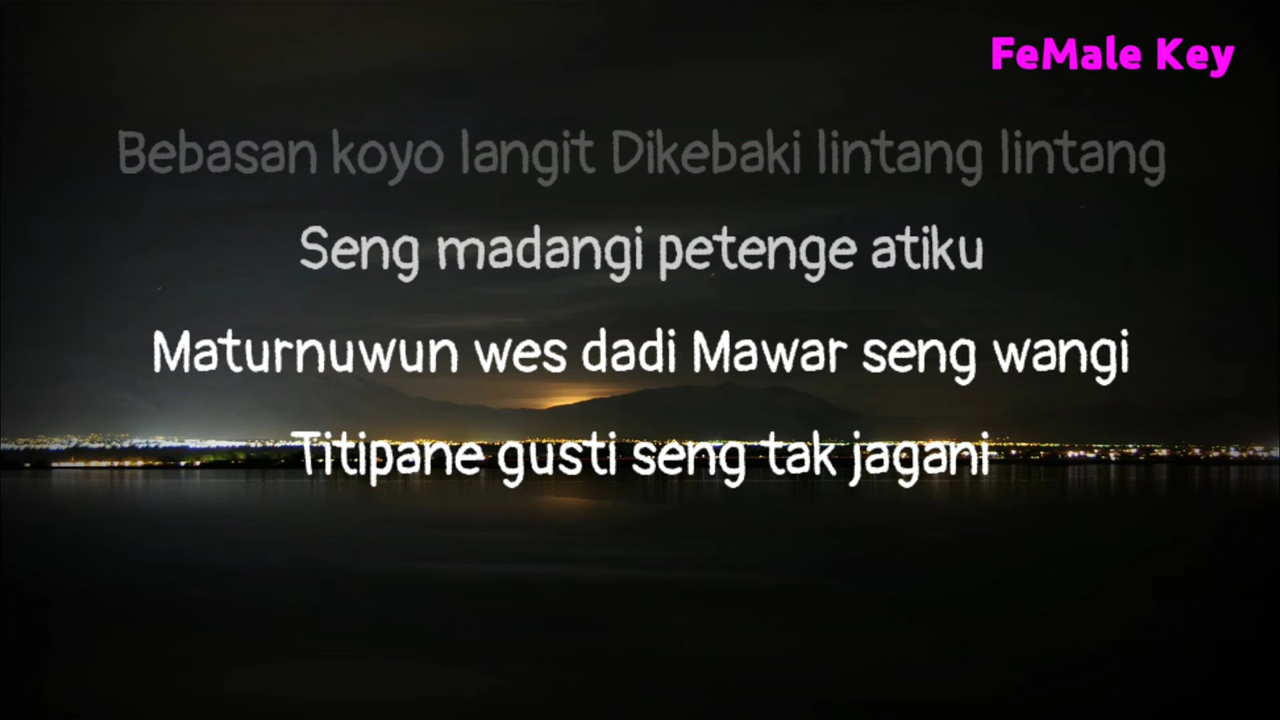 FeMale Key
Bebasan koyo langit Dikebaki lintang lintang
Seng madangi petenge atiku
Maturnuwun wes dadi Mawar seng wangi
Titipane gusti seng tak jagani